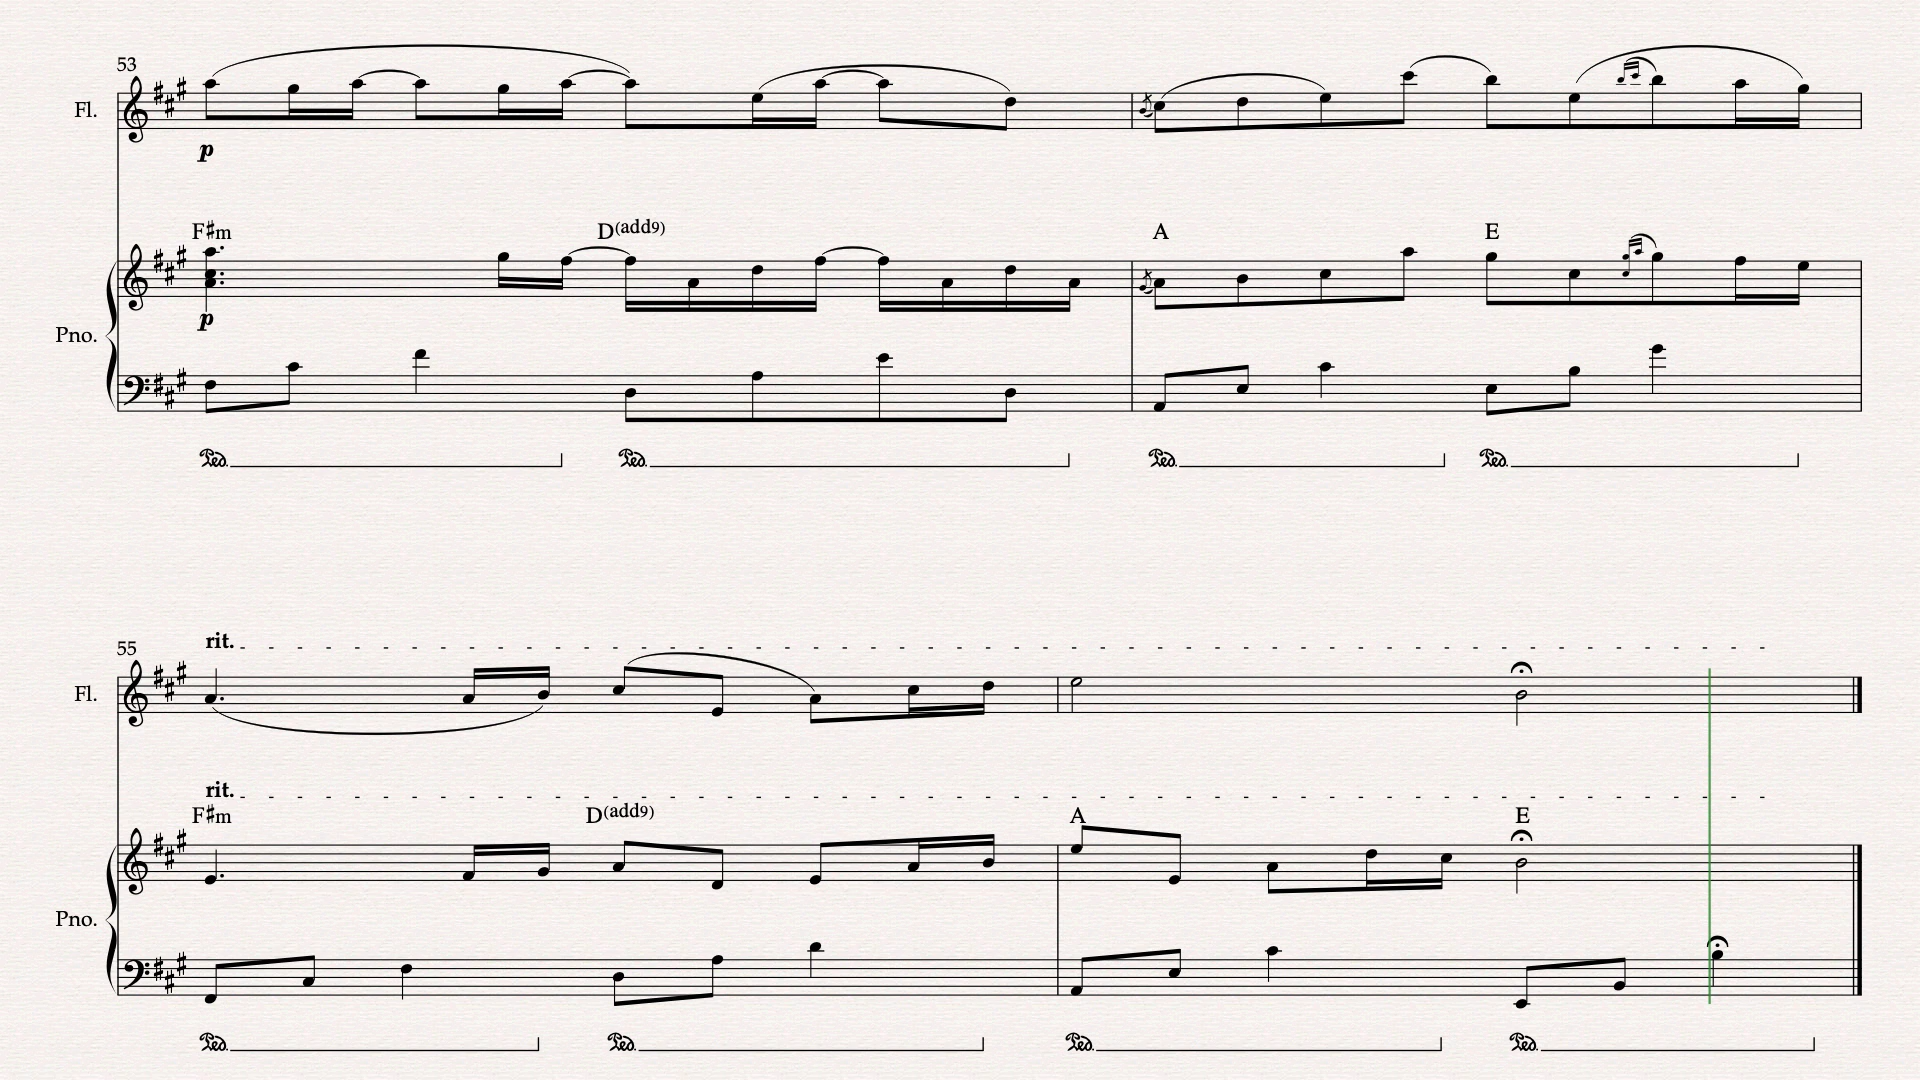 53
Fl.
p
F#m D(add9) A E
p
Pno.
Ped. Ped. Ped. Ped.
rit.
55
Fl.
rit.
F#m D(add9) A E
Pno.
Ped. Ped. Ped. Ped.